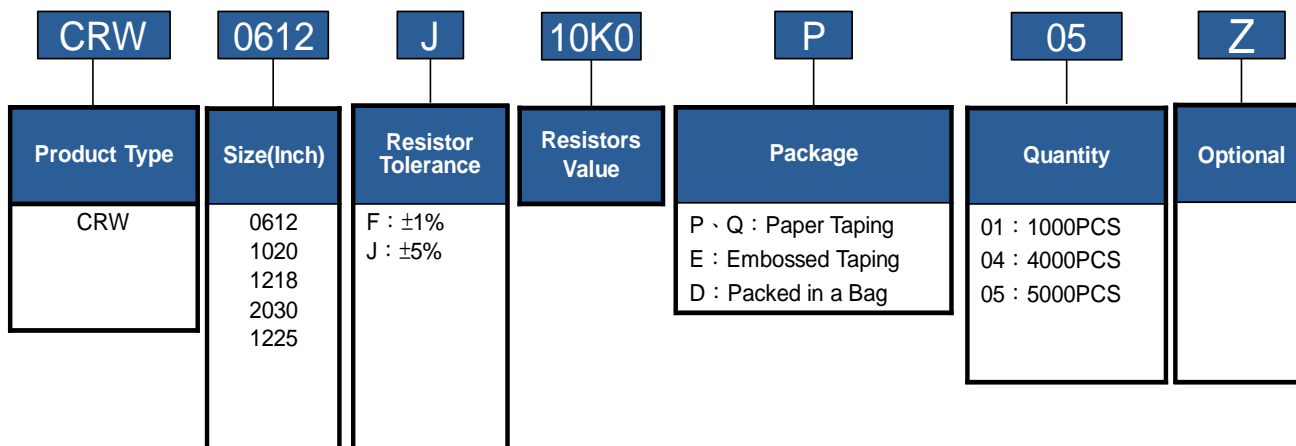 CRW 0612 J 10K0 P 05 Z
Product Type
Size(Inch)
Resistor
Tolerance
Resistors
Value
Package
Quantity
Optional
CRW
0612
1020
1218
2030
1225
F：±1%
J：±5%
P、Q：Paper Taping
E：Embossed Taping
D：Packed in a Bag
01：1000PCS
04：4000PCS
05：5000PCS